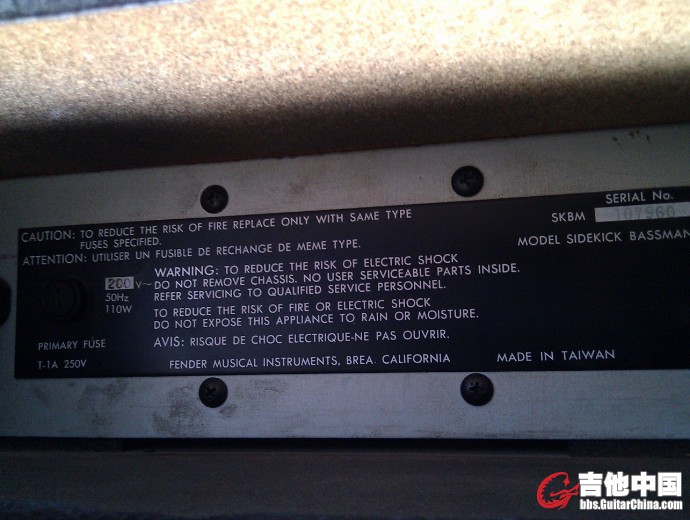 CAUTION: TO REDUCE THE RISK OF FIRE REPLACE ONLY WITH SAME TYPE
FUSES SPECIFIED.
ATTENTION: UTILISER UN FUSIBLE DE RECHANGE DE MEME TYPE.
SERIAL No.
SKBM 107960
MODEL SIDEKICK BASSMAN
200 V~
50Hz
110W
WARNING: TO REDUCE THE RISK OF ELECTRIC SHOCK
DO NOT REMOVE CHASSIS. NO USER SERVICEABLE PARTS INSIDE.
REFER SERVICING TO QUALIFIED SERVICE PERSONNEL.
TO REDUCE THE RISK OF FIRE OR ELECTRIC SHOCK
DO NOT EXPOSE THIS APPLIANCE TO RAIN OR MOISTURE.
AVIS: RISQUE DE CHOC ELECTRIQUE-NE PAS OUVRIR.
PRIMARY FUSE
T-1A 250V
FENDER MUSICAL INSTRUMENTS, BREA. CALIFORNIA
MADE IN TAIWAN
吉他中国
bbs.GuitarChina.com